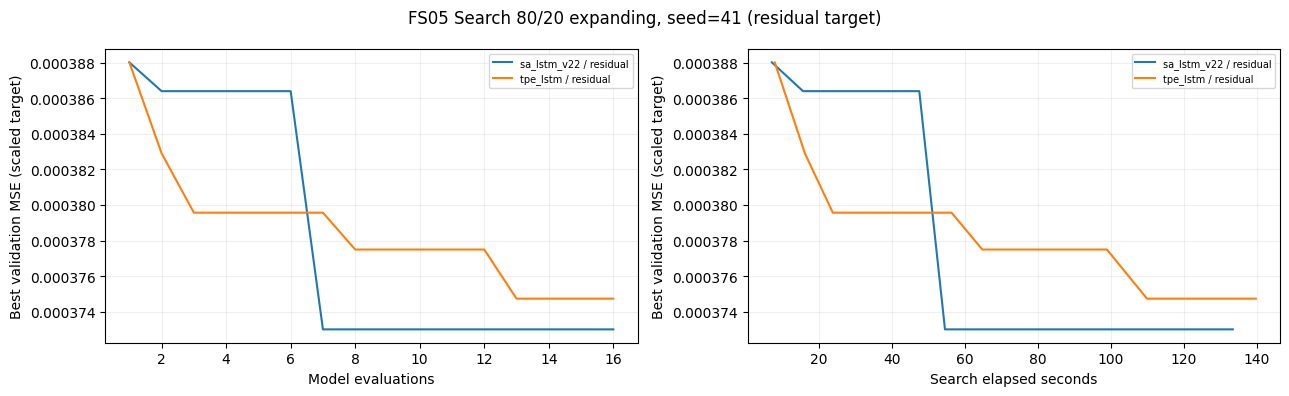 FS05 Search 80/20 expanding, seed=41 (residual target)
Best validation MSE (scaled target)
0.000388
0.000386
0.000384
0.000382
0.000380
0.000378
0.000376
0.000374
sa_lstm_v22 / residual
tpe_lstm / residual
2 4 6 8 10 12 14 16
Model evaluations
Best validation MSE (scaled target)
0.000388
0.000386
0.000384
0.000382
0.000380
0.000378
0.000376
0.000374
sa_lstm_v22 / residual
tpe_lstm / residual
20 40 60 80 100 120 140
Search elapsed seconds